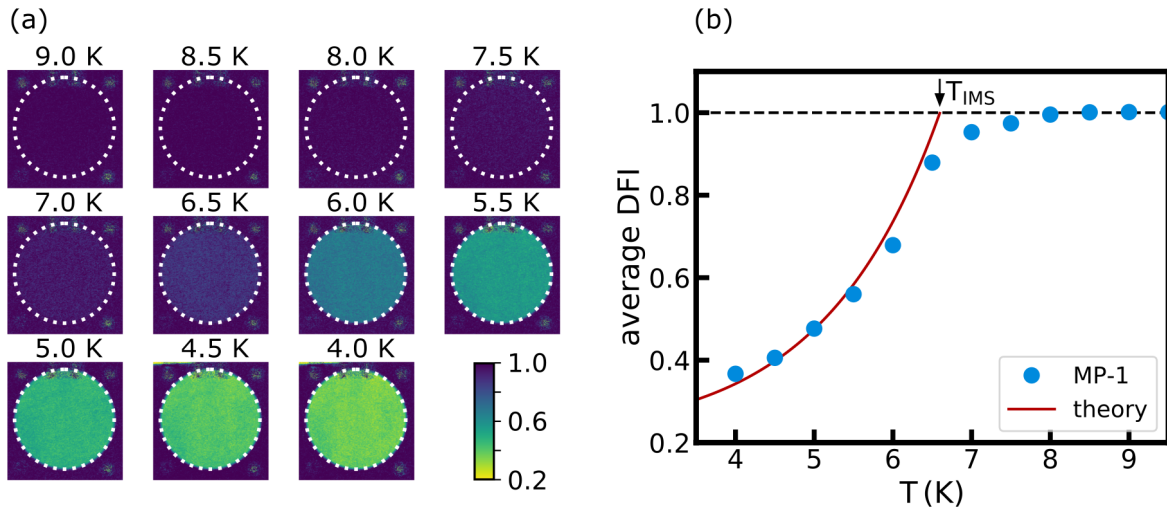 (a)
9.0 K 8.5 K 8.0 K 7.5 K
7.0 K 6.5 K 6.0 K 5.5 K
5.0 K 4.5 K 4.0 K
1.0
0.6
0.2
(b)
T_IMS
1.0
0.8
0.6
0.4
0.2
average DFI
MP-1
theory
4 5 6 7 8 9
T (K)